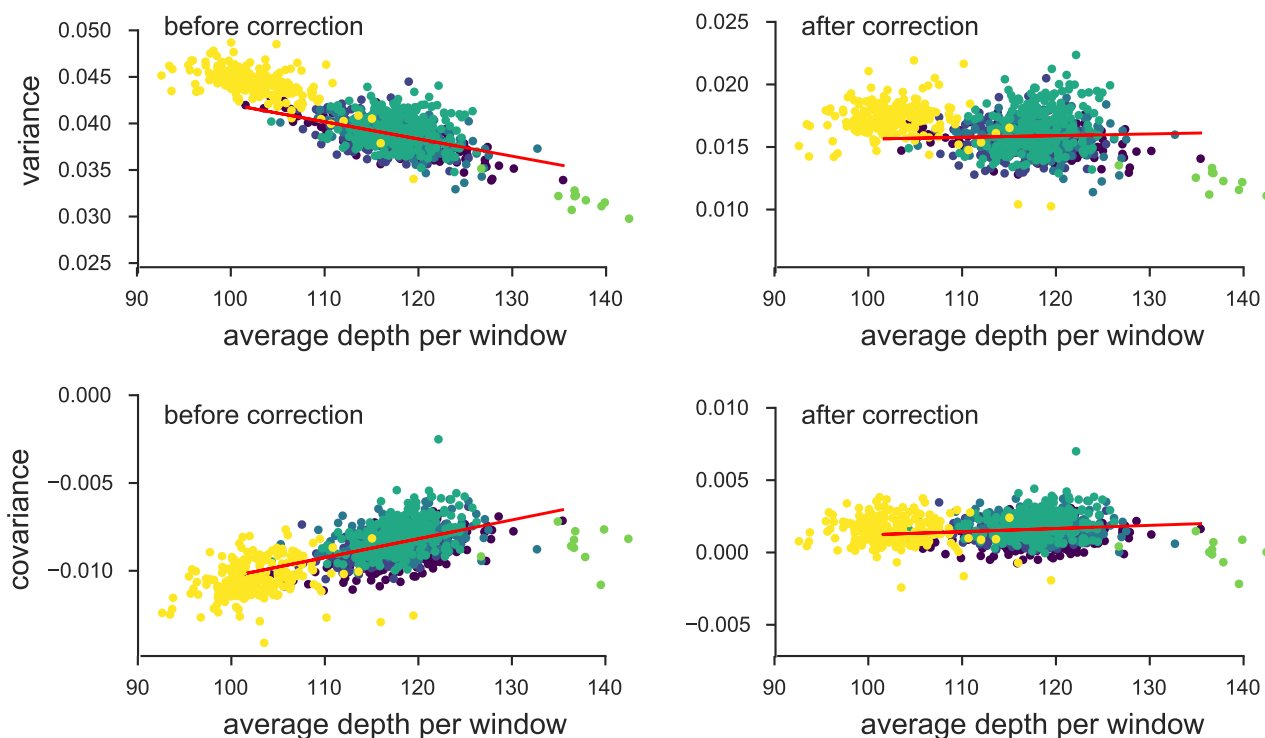 before correction
0.050
0.045
0.040
0.035
0.030
0.025
variance
90 100 110 120 130 140
average depth per window
after correction
0.025
0.020
0.015
0.010
90 100 110 120 130 140
average depth per window
before correction
0.000
−0.005
−0.010
covariance
90 100 110 120 130 140
average depth per window
after correction
0.010
0.005
0.000
−0.005
90 100 110 120 130 140
average depth per window